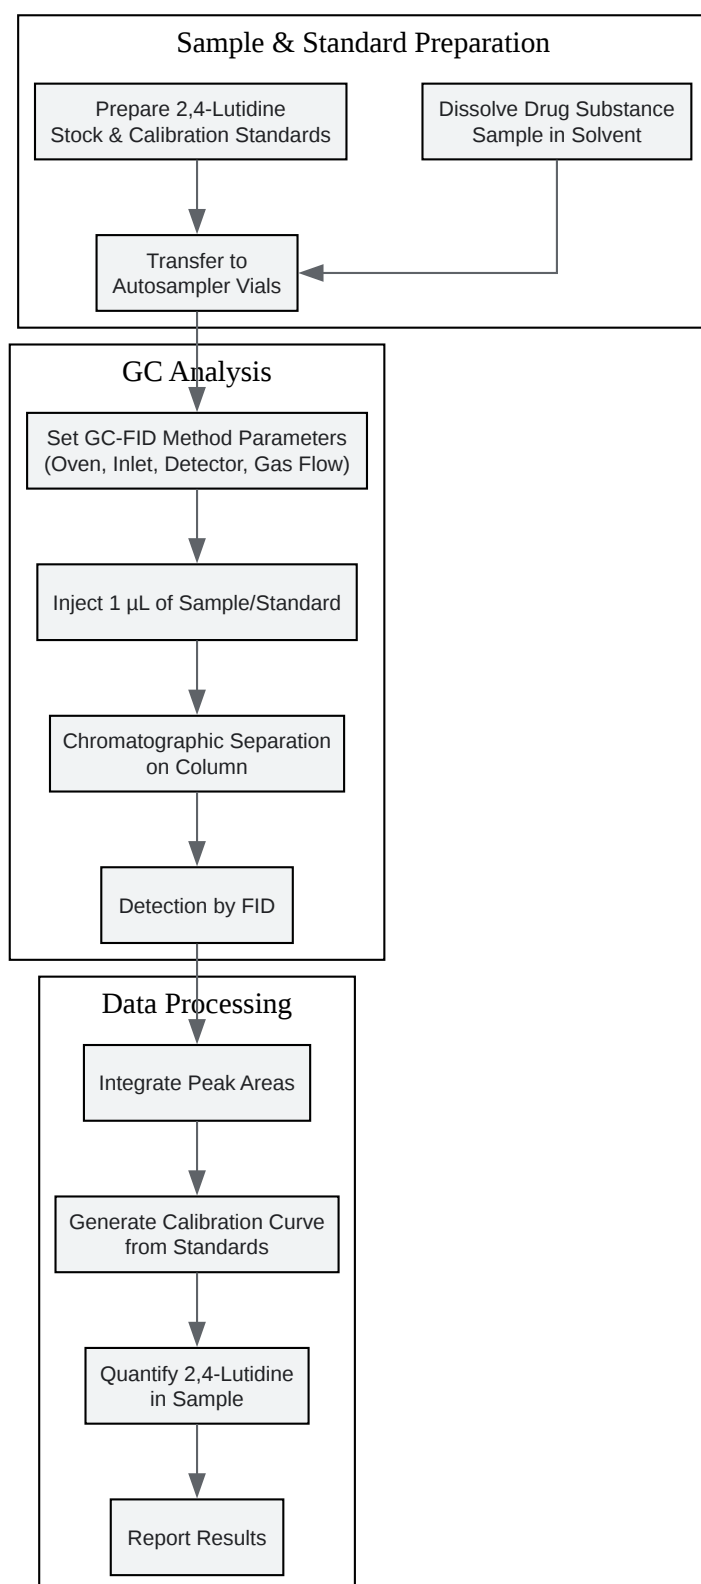 Sample & Standard Preparation
Prepare 2,4-Lutidine
Stock & Calibration Standards
Dissolve Drug Substance
Sample in Solvent
Transfer to
Autosampler Vials
GC Analysis
Set GC-FID Method Parameters
(Oven, Inlet, Detector, Gas Flow)
Inject 1 µL of Sample/Standard
Chromatographic Separation
on Column
Detection by FID
Data Processing
Integrate Peak Areas
Generate Calibration Curve
from Standards
Quantify 2,4-Lutidine
in Sample
Report Results